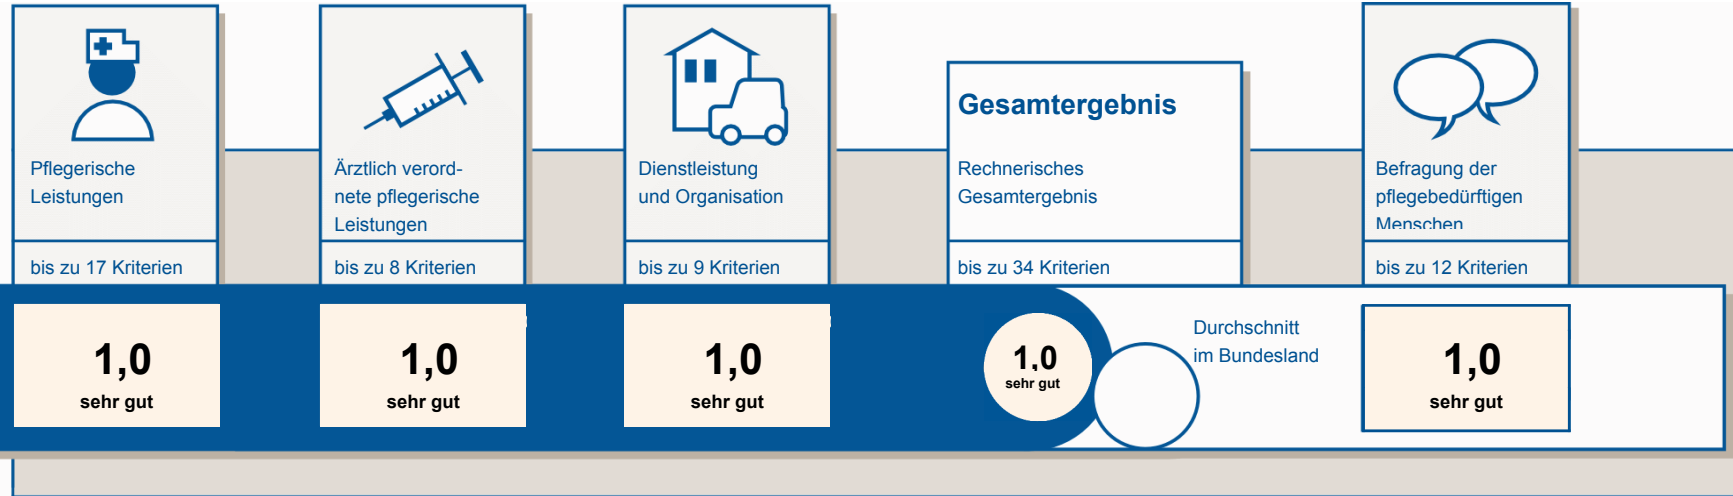 Pflegerische
Leistungen
bis zu 17 Kriterien
1,0
sehr gut
Ärztlich verord-
nete pflegerische
Leistungen
bis zu 8 Kriterien
1,0
sehr gut
Dienstleistung
und Organisation
bis zu 9 Kriterien
1,0
sehr gut
Gesamtergebnis
Rechnerisches
Gesamtergebnis
bis zu 34 Kriterien
1,0
sehr gut
Durchschnitt
im Bundesland
Befragung der
pflegebedürftigen
Menschen
bis zu 12 Kriterien
1,0
sehr gut